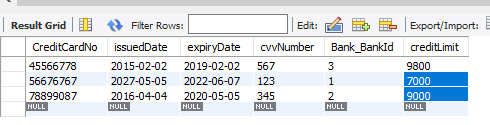 Result Grid Filter Rows: Edit: Export/Import:
CreditCardNo issuedDate expiryDate cvvNumber Bank_BankId creditLimit
45566778 2015-02-02 2019-02-02 567 3 9800
56676767 2027-05-05 2022-06-07 123 1 7000
78899087 2016-04-04 2020-05-05 345 2 9000
NULL NULL NULL NULL NULL NULL